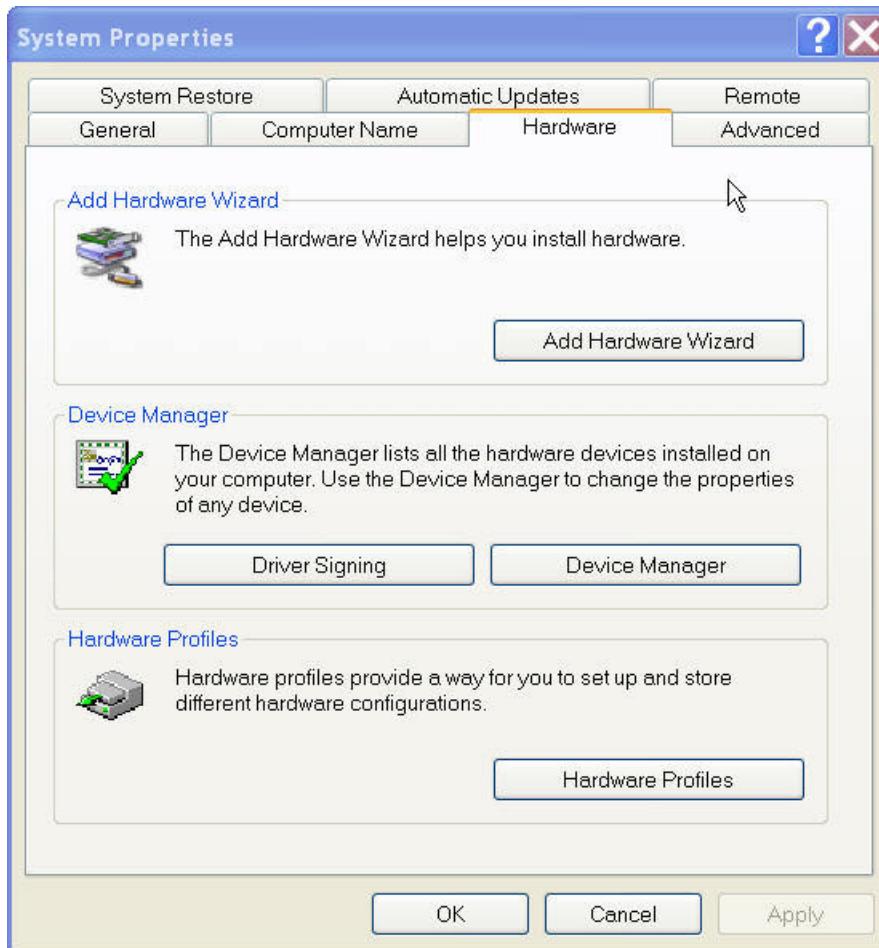 System Properties
System Restore Automatic Updates Remote
General Computer Name Hardware Advanced
Add Hardware Wizard
The Add Hardware Wizard helps you install hardware.
Add Hardware Wizard
Device Manager
The Device Manager lists all the hardware devices installed on
your computer. Use the Device Manager to change the properties
of any device.
Driver Signing Device Manager
Hardware Profiles
Hardware profiles provide a way for you to set up and store
different hardware configurations.
Hardware Profiles
OK Cancel Apply